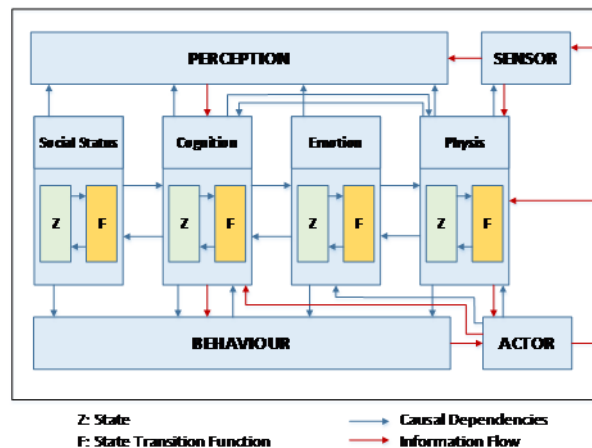 PERCEPTION
SENSOR
Social Status
Cognition
Emotion
Physis
Z F
Z F
Z F
Z F
BEHAVIOUR
ACTOR
Z: State
Causal Dependencies
F: State Transition Function
Information Flow